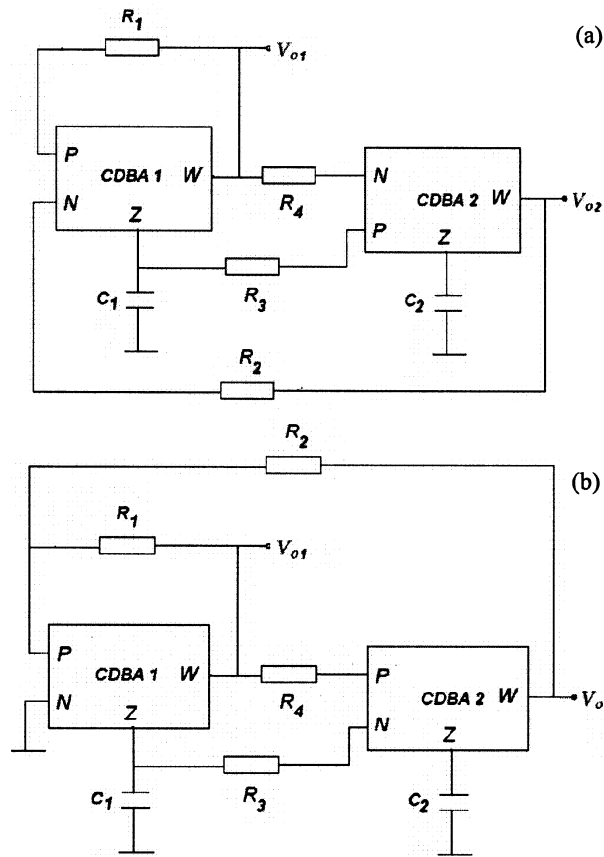 R1
(a)
Vo1
P
CDBA 1
W
N
N
Z
R4
CDBA 2
W
Vo2
P
Z
C1
R3
C2
R2
R2
(b)
R1
Vo1
P
CDBA 1
W
P
N
Z
R4
CDBA 2
W
Vo
N
Z
C1
R3
C2